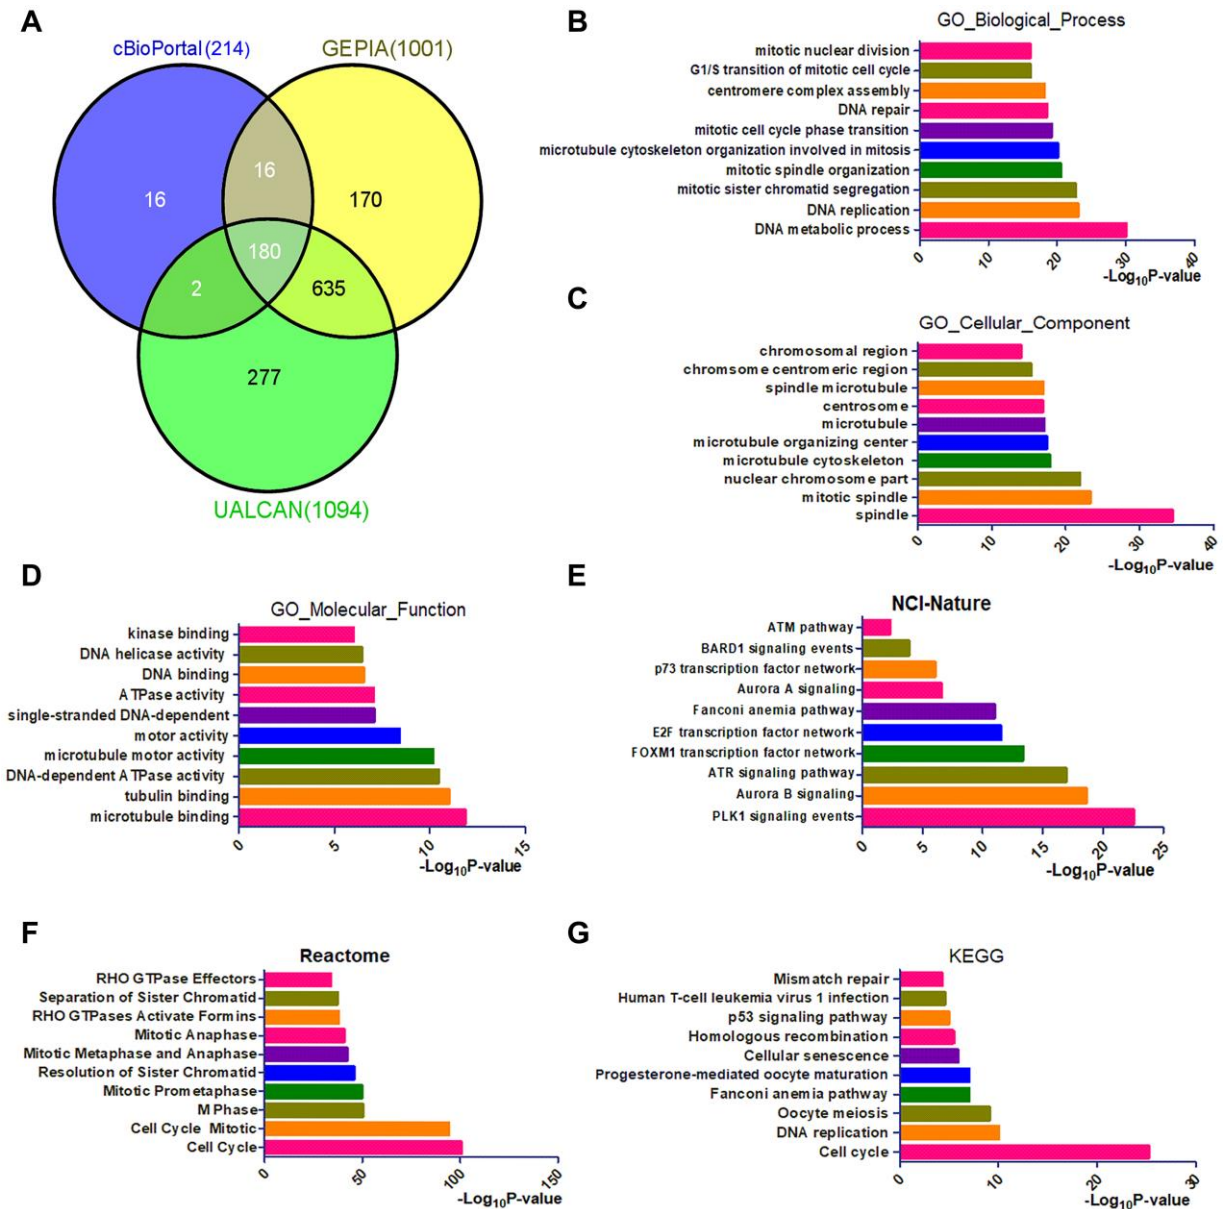 A
cBioPortal(214)
GEPIA(1001)
16
16
170
180
2
635
277
UALCAN(1094)
B
GO_Biological_Process
mitotic nuclear division
G1/S transition of mitotic cell cycle
centromere complex assembly
DNA repair
mitotic cell cycle phase transition
microtubule cytoskeleton organization involved in mitosis
mitotic spindle organization
mitotic sister chromatid segregation
DNA replication
DNA metabolic process
0 10 20 30 40
-Log10P-value
C
GO_Cellular_Component
chromosomal region
chromsome centromeric region
spindle microtubule
centrosome
microtubule
microtubule organizing center
microtubule cytoskeleton
nuclear chromosome part
mitotic spindle
spindle
0 10 20 30 40
-Log10P-value
D
GO_Molecular_Function
kinase binding
DNA helicase activity
DNA binding
ATPase activity
single-stranded DNA-dependent
motor activity
microtubule motor activity
DNA-dependent ATPase activity
tubulin binding
microtubule binding
0 5 10 15
-Log10P-value
E
NCI-Nature
ATM pathway
BARD1 signaling events
p73 transcription factor network
Aurora A signaling
Fanconi anemia pathway
E2F transcription factor network
FOXM1 transcription factor network
ATR signaling pathway
Aurora B signaling
PLK1 signaling events
0 5 10 15 20 25
-Log10P-value
F
Reactome
RHO GTPase Effectors
Separation of Sister Chromatid
RHO GTPases Activate Formins
Mitotic Anaphase
Mitotic Metaphase and Anaphase
Resolution of Sister Chromatid
Mitotic Prometaphase
M Phase
Cell Cycle Mitotic
Cell Cycle
0 50 100 150
-Log10P-value
G
KEGG
Mismatch repair
Human T-cell leukemia virus 1 infection
p53 signaling pathway
Homologous recombination
Cellular senescence
Progesterone-mediated oocyte maturation
Fanconi anemia pathway
Oocyte meiosis
DNA replication
Cell cycle
0 10 20 30
-Log10P-value